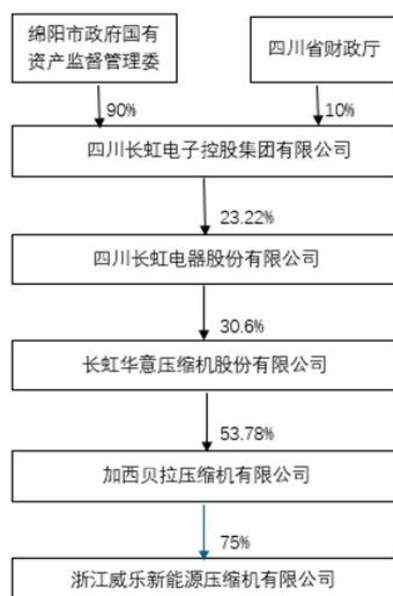 绵阳市政府国有
资产监督管理委
四川省财政厅
90%
10%
四川长虹电子控股集团有限公司
23.22%
四川长虹电器股份有限公司
30.6%
长虹华意压缩机股份有限公司
53.78%
加西贝拉压缩机有限公司
75%
浙江威乐新能源压缩机有限公司